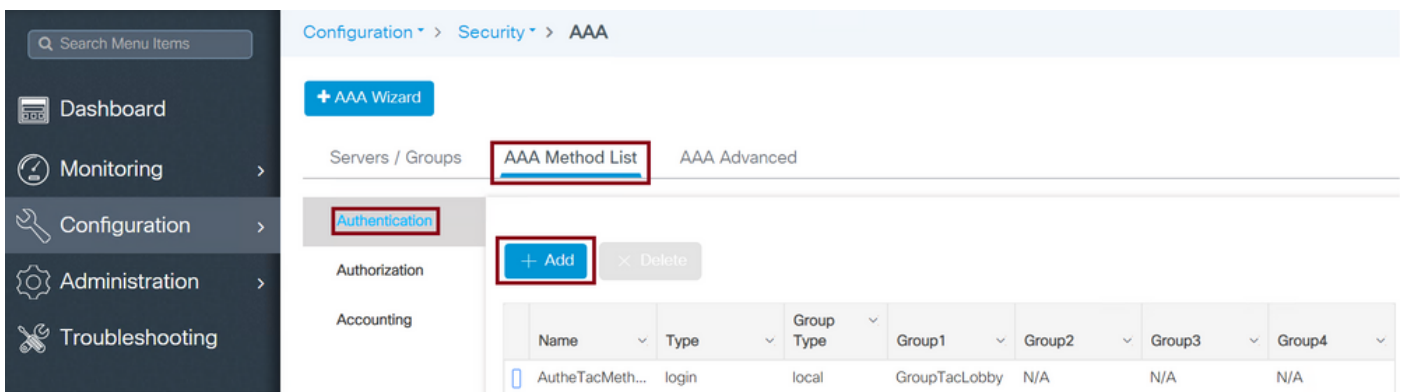 Search Menu Items
Dashboard
Monitoring
Configuration
Administration
Troubleshooting
Configuration > Security > AAA
+ AAA Wizard
Servers / Groups AAA Method List AAA Advanced
Authentication
Authorization
Accounting
+ Add × Delete
Name Type Group Type Group1 Group2 Group3 Group4
AutheTacMeth... login local GroupTacLobby N/A N/A N/A